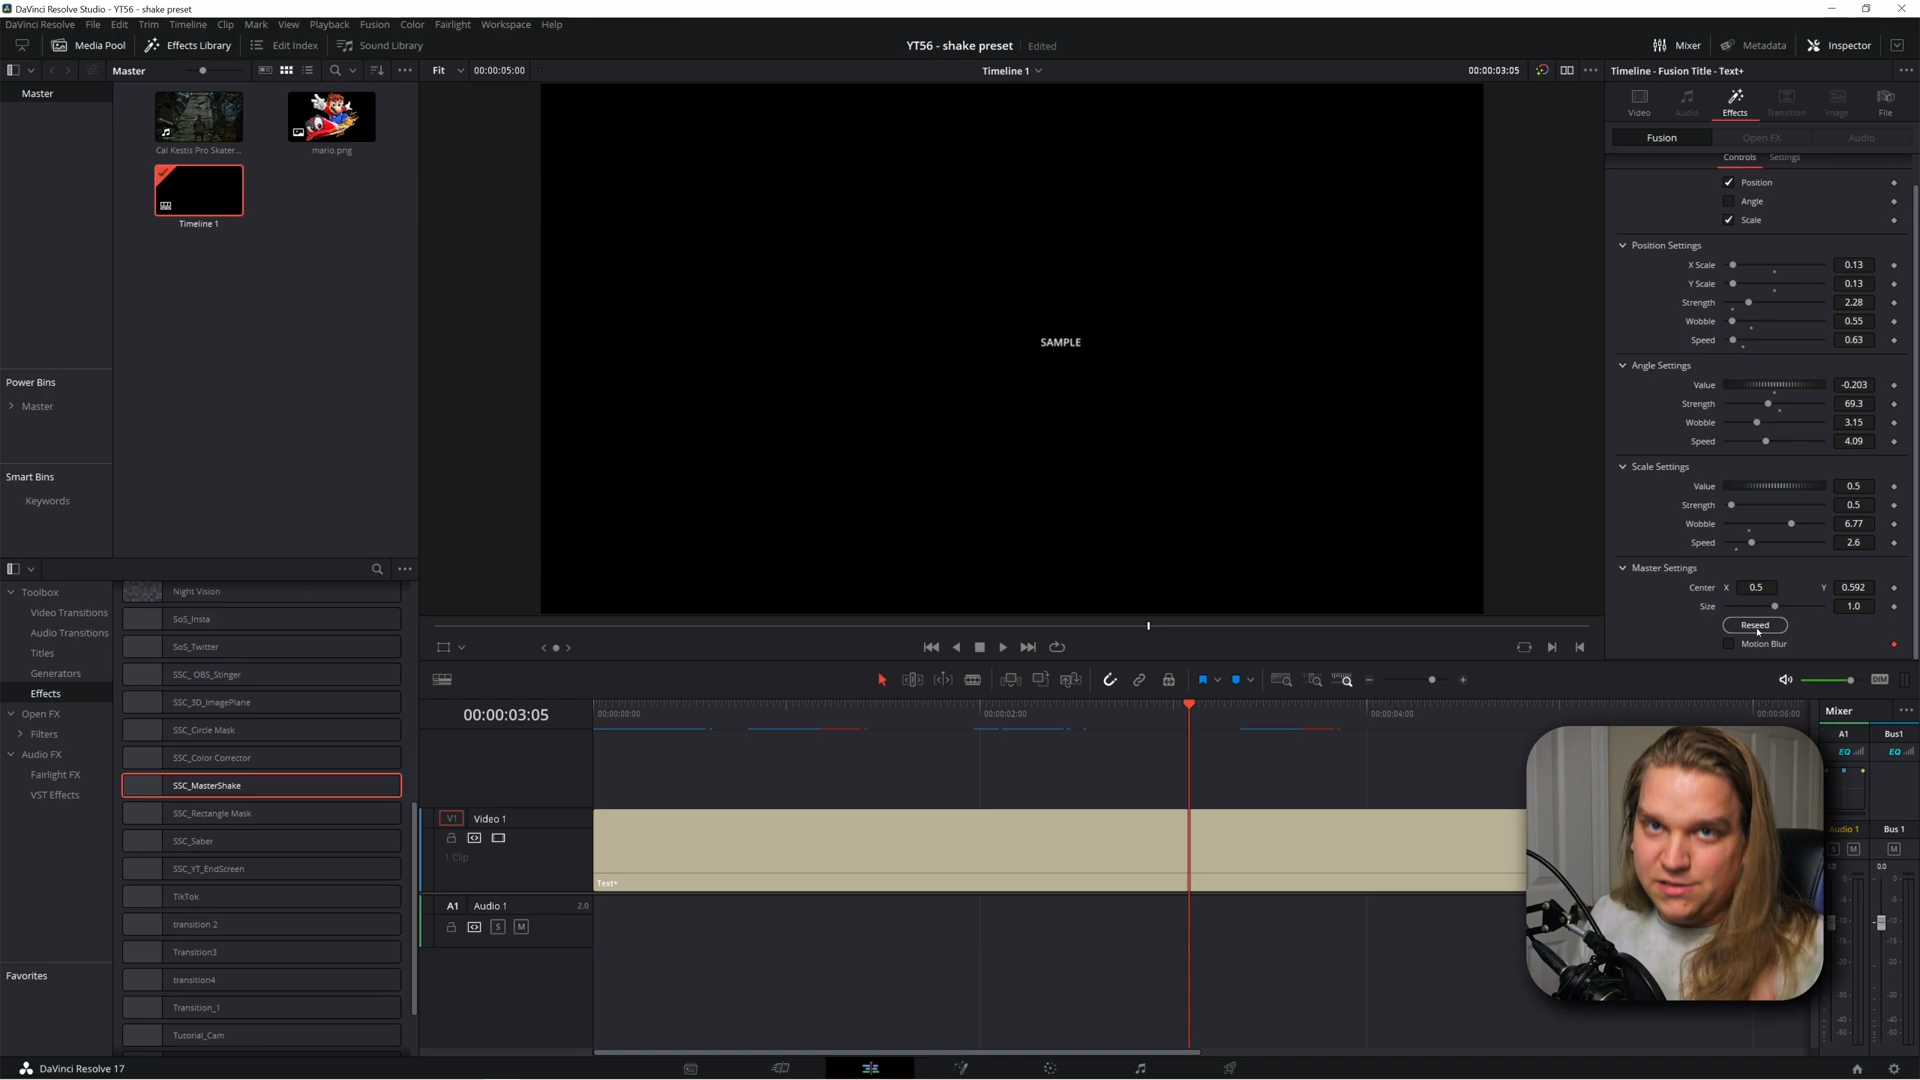 DaVinci Resolve Studio - YT56 - shake preset
DaVinci Resolve File Edit Trim Timeline Clip Mark View Playback Fusion Color Fairlight Workspace Help
Media Pool Effects Library Edit Index Sound Library
YT56 - shake preset Edited
Mixer Metadata Inspector
Master
Fit 00:00:05:00
Timeline 1
00:00:03:05
Timeline - Fusion Title - Text+
Master
Cal Kestis Pro Skater...
mario.png
Timeline 1
Power Bins
Master
Smart Bins
Keywords
SAMPLE
Video Audio Effects Transition Image File
Fusion Open FX Audio
Controls Settings
Position
Angle
Scale
Position Settings
X Scale 0.13
Y Scale 0.13
Strength 2.28
Wobble 0.55
Speed 0.63
Angle Settings
Value -0.203
Strength 69.3
Wobble 3.15
Speed 4.09
Scale Settings
Value 0.5
Strength 0.5
Wobble 6.77
Speed 2.6
Master Settings
Center X 0.5 Y 0.592
Size 1.0
Reseed
Motion Blur
Toolbox
Video Transitions
Audio Transitions
Titles
Generators
Effects
Open FX
Filters
Audio FX
Fairlight FX
VST Effects
Favorites
Night Vision
SoS_Insta
SoS_Twitter
SSC_ OBS_Stinger
SSC_3D_ImagePlane
SSC_Circle Mask
SSC_Color Corrector
SSC_MasterShake
SSC_Rectangle Mask
SSC_Saber
SSC_YT_EndScreen
TikTok
transition 2
Transition3
transition4
Transition_1
Tutorial_Cam
DIM
00:00:03:05
00:00:00:00 00:00:02:00 00:00:04:00 00:00:06:00
V1 Video 1
1 Clip
Text+
A1 Audio 1 2.0
S M
Mixer
A1 Bus1
EQ EQ
Audio 1 Bus 1
S M M
0.0 0.0
DaVinci Resolve 17